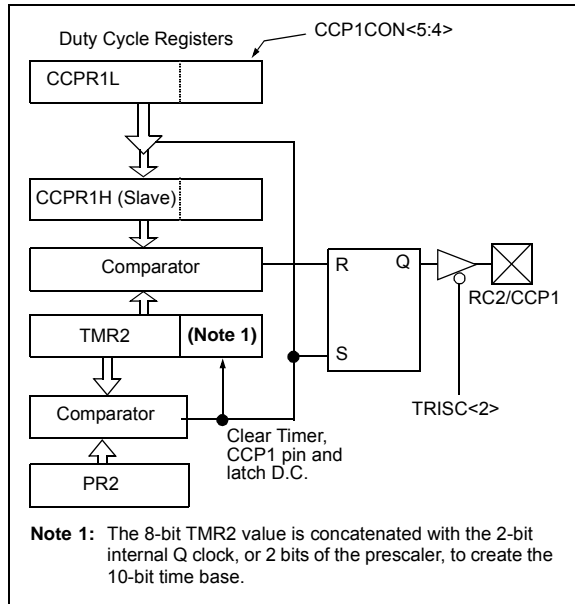 Duty Cycle Registers
CCP1CON<5:4>
CCPR1L
CCPR1H (Slave)
Comparator
R
Q
RC2/CCP1
TMR2
(Note 1)
S
Comparator
TRISC<2>
Clear Timer,
CCP1 pin and
latch D.C.
PR2
Note 1: The 8-bit TMR2 value is concatenated with the 2-bit
internal Q clock, or 2 bits of the prescaler, to create the
10-bit time base.